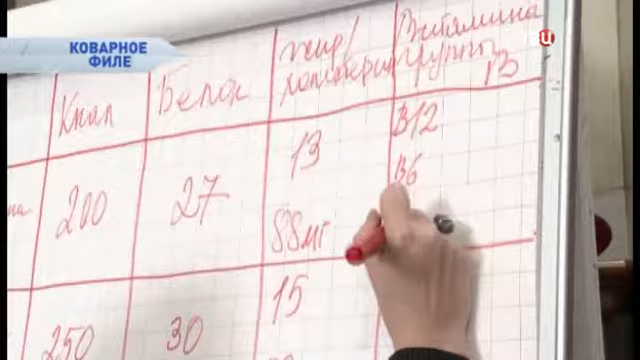 КОВАРНОЕ
ФИЛЕ
Ккал
Белок
жир/
холестерин
Витамины
группы
В
200
27
13
88мг
В12
В6
250
30
15